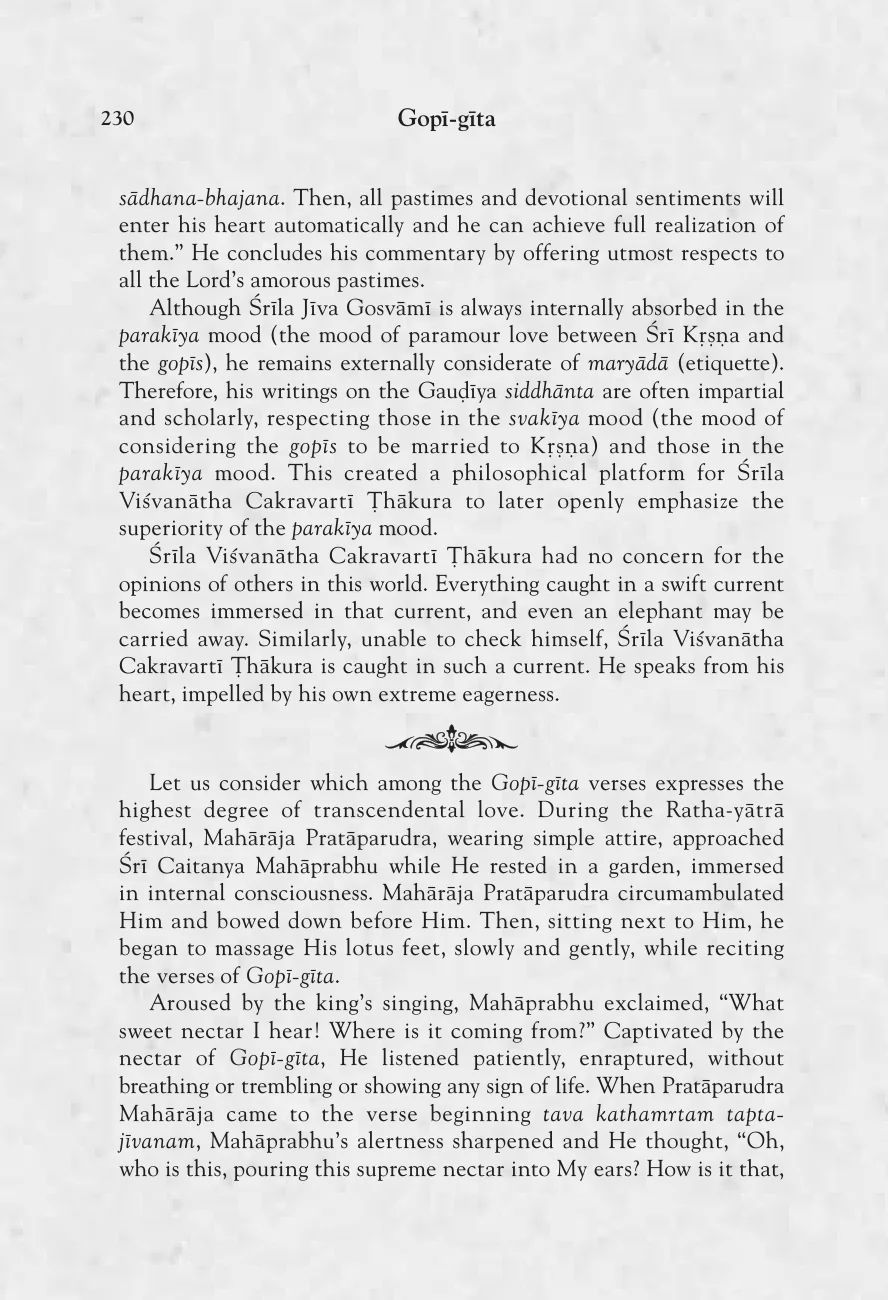 230
Gopī-gīta
sādhana-bhajana. Then, all pastimes and devotional sentiments will
enter his heart automatically and he can achieve full realization of
them.” He concludes his commentary by offering utmost respects to
all the Lord’s amorous pastimes.
Although Śrīla Jīva Gosvāmī is always internally absorbed in the
parakīya mood (the mood of paramour love between Śrī Kṛṣṇa and
the gopīs), he remains externally considerate of maryādā (etiquette).
Therefore, his writings on the Gauḍīya siddhānta are often impartial
and scholarly, respecting those in the svakīya mood (the mood of
considering the gopīs to be married to Kṛṣṇa) and those in the
parakīya mood. This created a philosophical platform for Śrīla
Viśvanātha Cakravartī Ṭhākura to later openly emphasize the
superiority of the parakīya mood.
Śrīla Viśvanātha Cakravartī Ṭhākura had no concern for the
opinions of others in this world. Everything caught in a swift current
becomes immersed in that current, and even an elephant may be
carried away. Similarly, unable to check himself, Śrīla Viśvanātha
Cakravartī Ṭhākura is caught in such a current. He speaks from his
heart, impelled by his own extreme eagerness.
Let us consider which among the Gopī-gīta verses expresses the
highest degree of transcendental love. During the Ratha-yātrā
festival, Mahārāja Pratāparudra, wearing simple attire, approached
Śrī Caitanya Mahāprabhu while He rested in a garden, immersed
in internal consciousness. Mahārāja Pratāparudra circumambulated
Him and bowed down before Him. Then, sitting next to Him, he
began to massage His lotus feet, slowly and gently, while reciting
the verses of Gopī-gīta.
Aroused by the king’s singing, Mahāprabhu exclaimed, “What
sweet nectar I hear! Where is it coming from?” Captivated by the
nectar of Gopī-gīta, He listened patiently, enraptured, without
breathing or trembling or showing any sign of life. When Pratāparudra
Mahārāja came to the verse beginning tava kathamrtam tapta-
jīvanam, Mahāprabhu’s alertness sharpened and He thought, “Oh,
who is this, pouring this supreme nectar into My ears? How is it that,